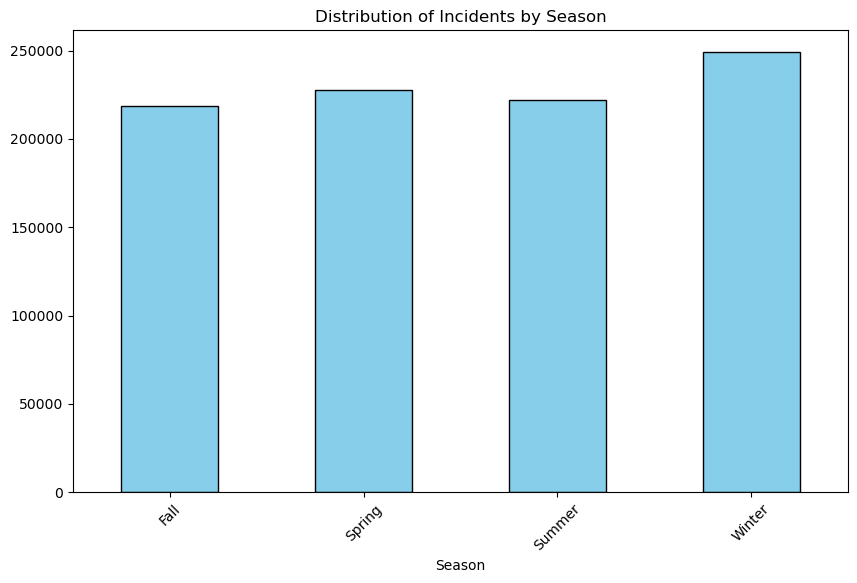 Distribution of Incidents by Season
250000
200000
150000
100000
50000
0
Fall
Spring
Summer
Winter
Season